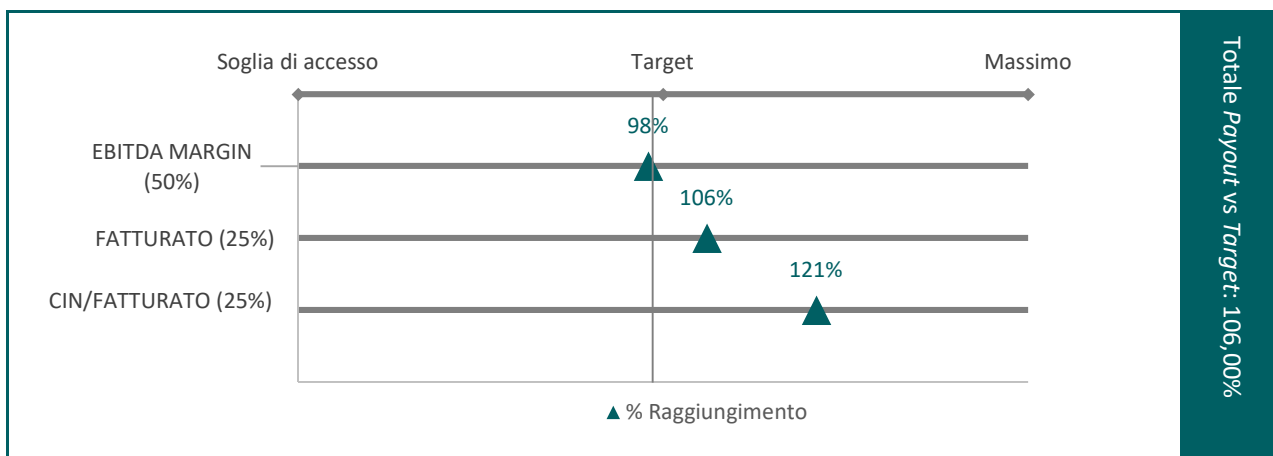 Soglia di accesso
Target
Massimo
98%
EBITDA MARGIN
(50%)
106%
FATTURATO (25%)
121%
CIN/FATTURATO (25%)
% Raggiungimento
Totale Payout vs Target: 106,00%